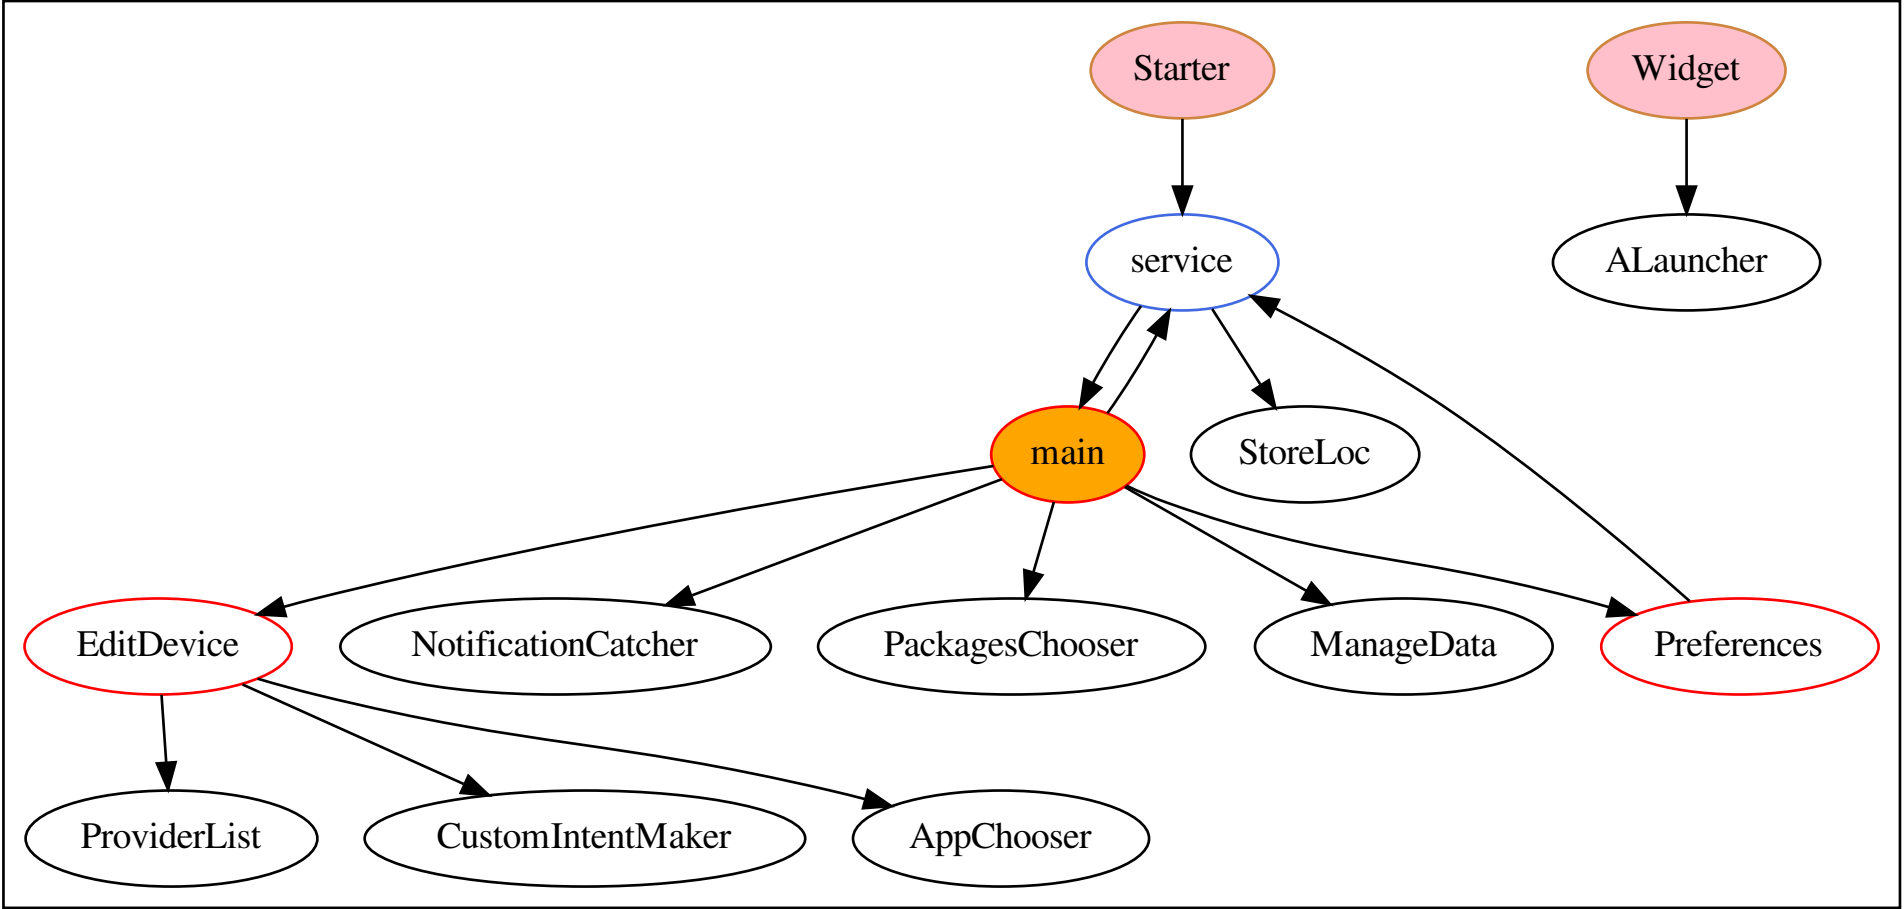 Starter
Widget
service
ALauncher
main
StoreLoc
EditDevice
NotificationCatcher
PackagesChooser
ManageData
Preferences
ProviderList
CustomIntentMaker
AppChooser